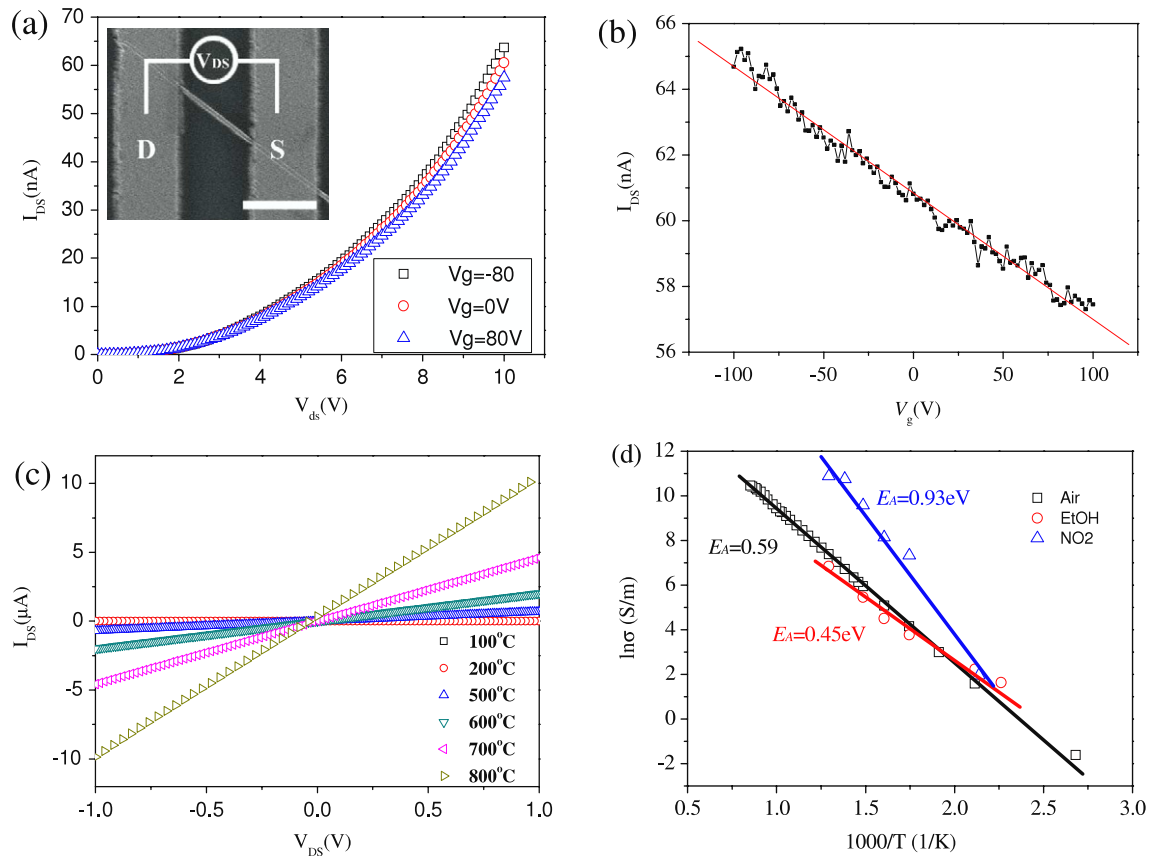 (a)
70
60
50
40
30
20
10
0
I_DS(nA)
V_DS
D
S
Vg=-80
Vg=0V
Vg=80V
0 2 4 6 8 10
V_ds(V)
(b)
66
64
62
60
58
56
I_DS(nA)
-100 -50 0 50 100
V_g(V)
(c)
10
5
0
-5
-10
I_DS(μA)
100°C
200°C
500°C
600°C
700°C
800°C
-1.0 -0.5 0.0 0.5 1.0
V_DS(V)
(d)
12
10
8
6
4
2
0
-2
lnσ (S/m)
E_A=0.93eV
E_A=0.59
E_A=0.45eV
Air
EtOH
NO2
0.5 1.0 1.5 2.0 2.5 3.0
1000/T (1/K)